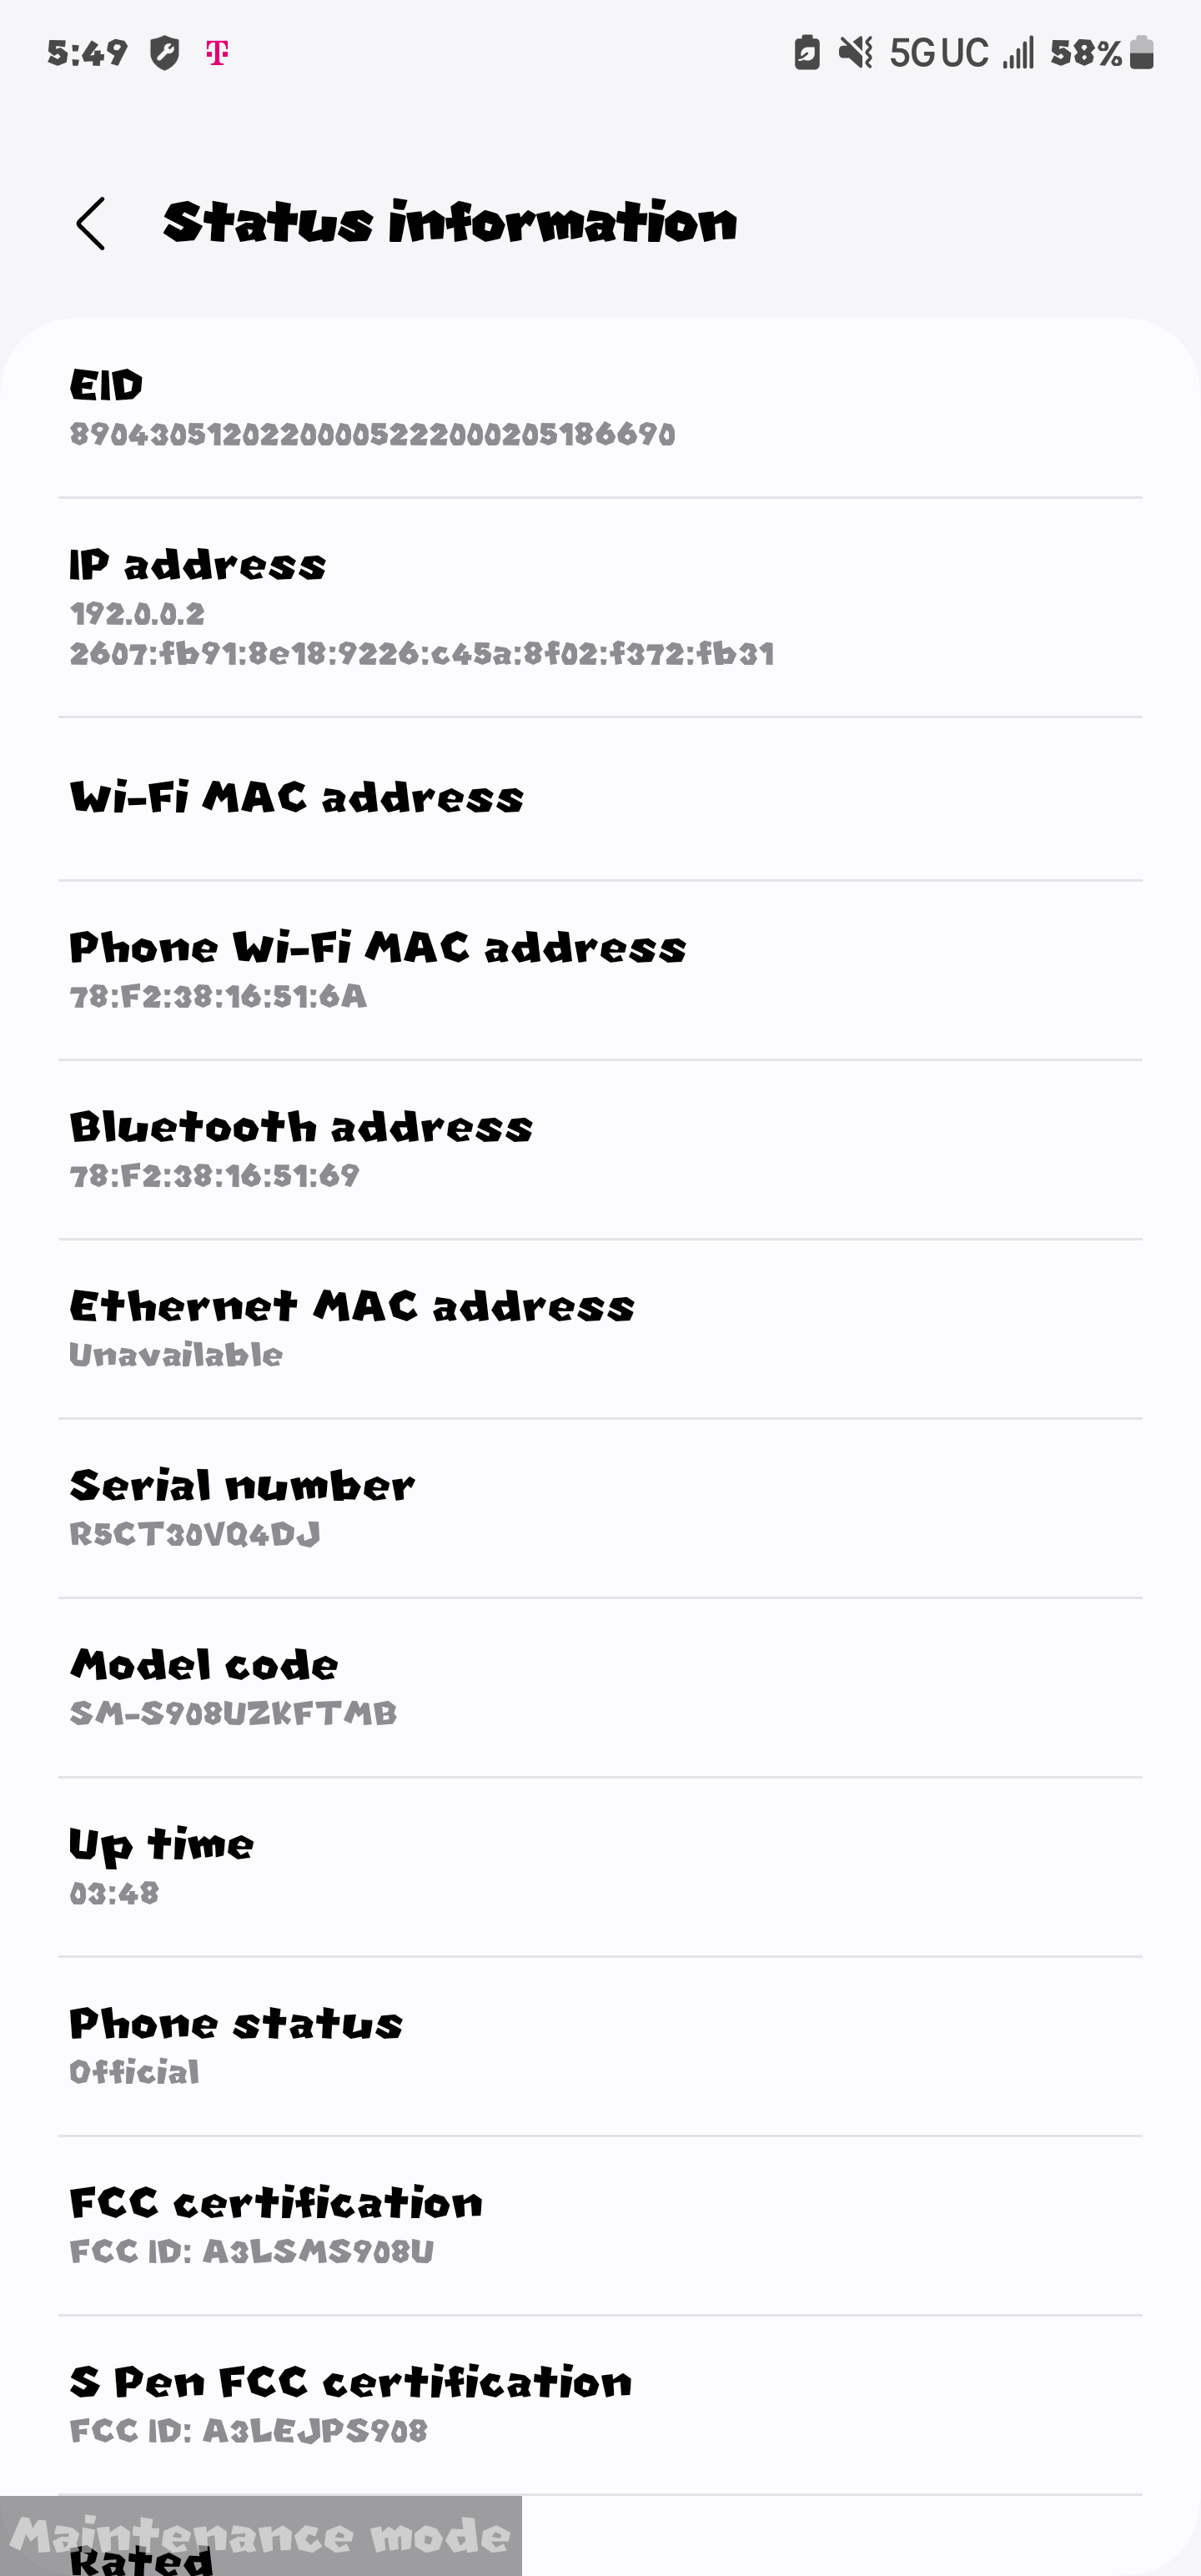 5:49 T 5G UC 58%
Status information
EID
89043051202200005222000205186690
IP address
192.0.0.2
2607:fb91:8e18:9226:c45a:8f02:f372:fb31
Wi-Fi MAC address
Phone Wi-Fi MAC address
78:F2:38:16:51:6A
Bluetooth address
78:F2:38:16:51:69
Ethernet MAC address
Unavailable
Serial number
R5CT30VQ4DJ
Model code
SM-S908UZKFTMB
Up time
03:48
Phone status
Official
FCC certification
FCC ID: A3LSMS908U
S Pen FCC certification
FCC ID: A3LEJPS908
Maintenance mode
Rated